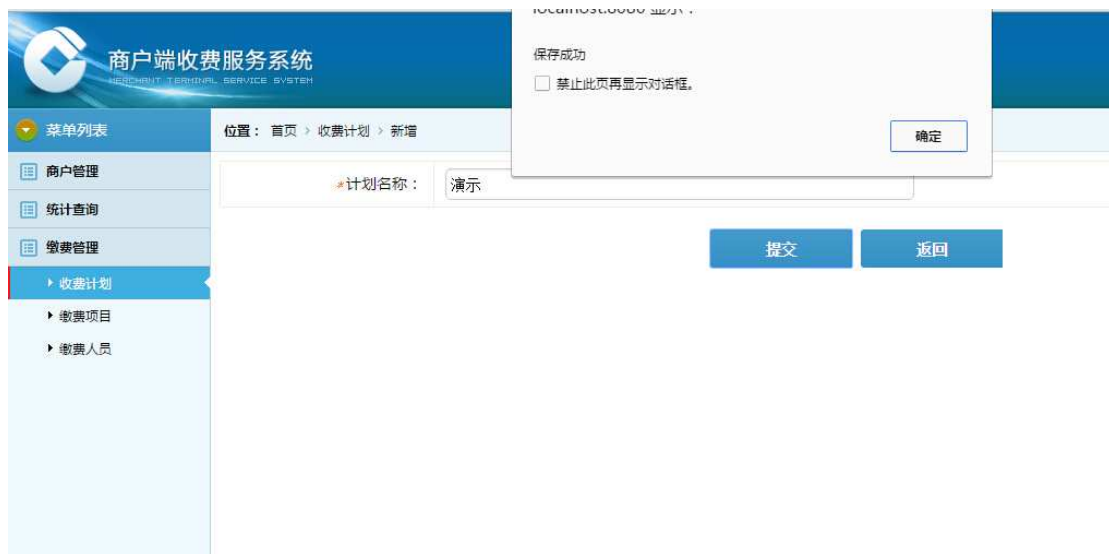 localhost:8080 显示：
保存成功
禁止此页再显示对话框。
确定
商户端收费服务系统
MERCHANT TERMINAL SERVICE SYSTEM
菜单列表
位置： 首页 > 收费计划 > 新增
商户管理
*计划名称： 演示
统计查询
缴费管理
提交 返回
收费计划
缴费项目
缴费人员